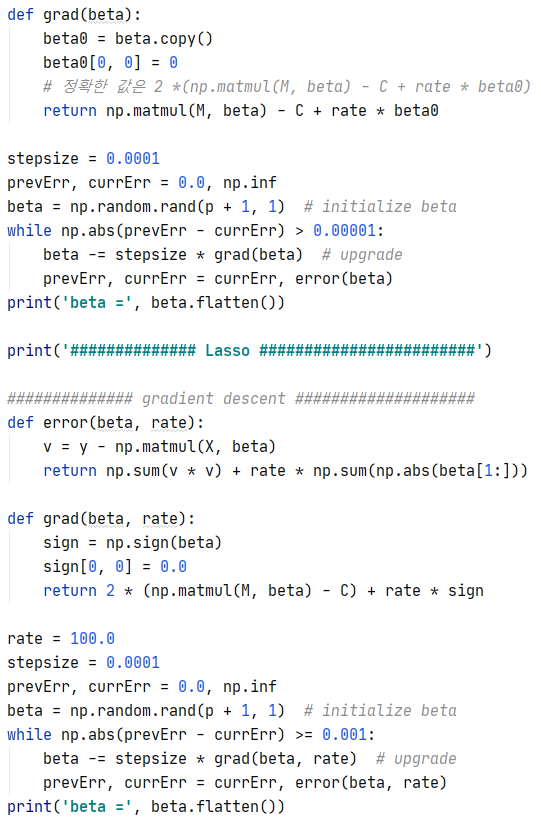 def grad(beta):
    beta0 = beta.copy()
    beta0[0, 0] = 0
    # 정확한 값은 2 *(np.matmul(M, beta) - C + rate * beta0)
    return np.matmul(M, beta) - C + rate * beta0

stepsize = 0.0001
prevErr, currErr = 0.0, np.inf
beta = np.random.rand(p + 1, 1)  # initialize beta
while np.abs(prevErr - currErr) > 0.00001:
    beta -= stepsize * grad(beta)  # upgrade
    prevErr, currErr = currErr, error(beta)
print('beta =', beta.flatten())

print('############## Lasso ########################')

############## gradient descent ####################
def error(beta, rate):
    v = y - np.matmul(X, beta)
    return np.sum(v * v) + rate * np.sum(np.abs(beta[1:]))

def grad(beta, rate):
    sign = np.sign(beta)
    sign[0, 0] = 0.0
    return 2 * (np.matmul(M, beta) - C) + rate * sign

rate = 100.0
stepsize = 0.0001
prevErr, currErr = 0.0, np.inf
beta = np.random.rand(p + 1, 1)  # initialize beta
while np.abs(prevErr - currErr) >= 0.001:
    beta -= stepsize * grad(beta, rate)  # upgrade
    prevErr, currErr = currErr, error(beta, rate)
print('beta =', beta.flatten())